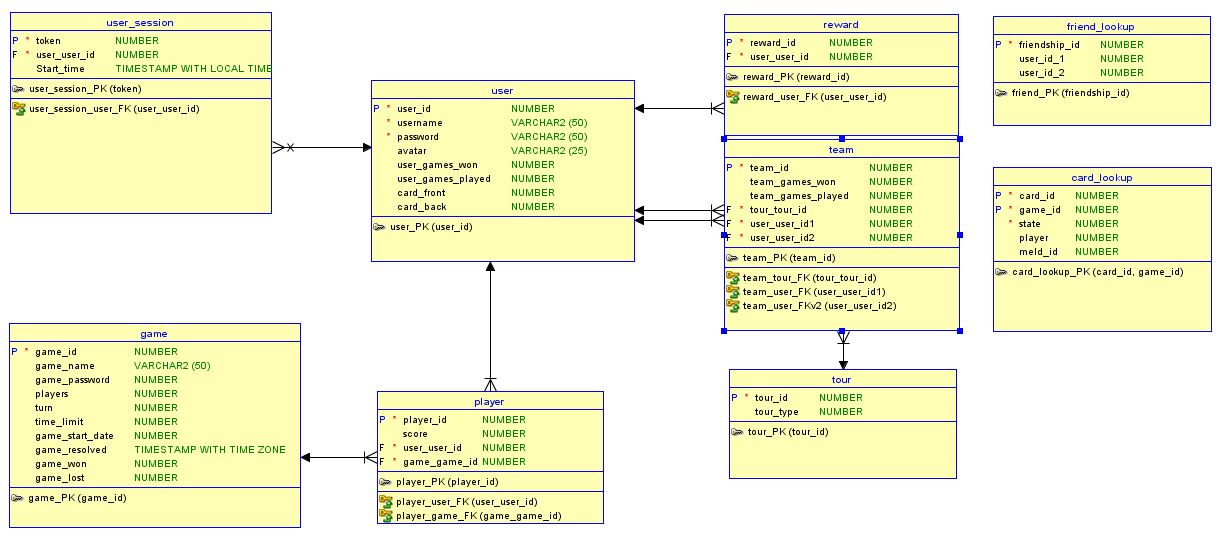 user_session
P * token NUMBER
F * user_user_id NUMBER
Start_time TIMESTAMP WITH LOCAL TIME
user_session_PK (token)
user_session_user_FK (user_user_id)
user
P * user_id NUMBER
* username VARCHAR2 (50)
* password VARCHAR2 (50)
avatar VARCHAR2 (25)
user_games_won NUMBER
user_games_played NUMBER
card_front NUMBER
card_back NUMBER
user_PK (user_id)
reward
P * reward_id NUMBER
F * user_user_id NUMBER
reward_PK (reward_id)
reward_user_FK (user_user_id)
friend_lookup
P * friendship_id NUMBER
user_id_1 NUMBER
user_id_2 NUMBER
friend_PK (friendship_id)
team
P * team_id NUMBER
team_games_won NUMBER
team_games_played NUMBER
F * tour_tour_id NUMBER
F * user_user_id1 NUMBER
F * user_user_id2 NUMBER
team_PK (team_id)
team_tour_FK (tour_tour_id)
team_user_FK (user_user_id1)
team_user_FKv2 (user_user_id2)
card_lookup
P * card_id NUMBER
P * game_id NUMBER
* state NUMBER
player NUMBER
meld_id NUMBER
card_lookup_PK (card_id, game_id)
game
P * game_id NUMBER
game_name VARCHAR2 (50)
game_password NUMBER
players NUMBER
turn NUMBER
time_limit NUMBER
game_start_date NUMBER
game_resolved TIMESTAMP WITH TIME ZONE
game_won NUMBER
game_lost NUMBER
game_PK (game_id)
player
P * player_id NUMBER
score NUMBER
F * user_user_id NUMBER
F * game_game_id NUMBER
player_PK (player_id)
player_user_FK (user_user_id)
player_game_FK (game_game_id)
tour
P * tour_id NUMBER
tour_type NUMBER
tour_PK (tour_id)